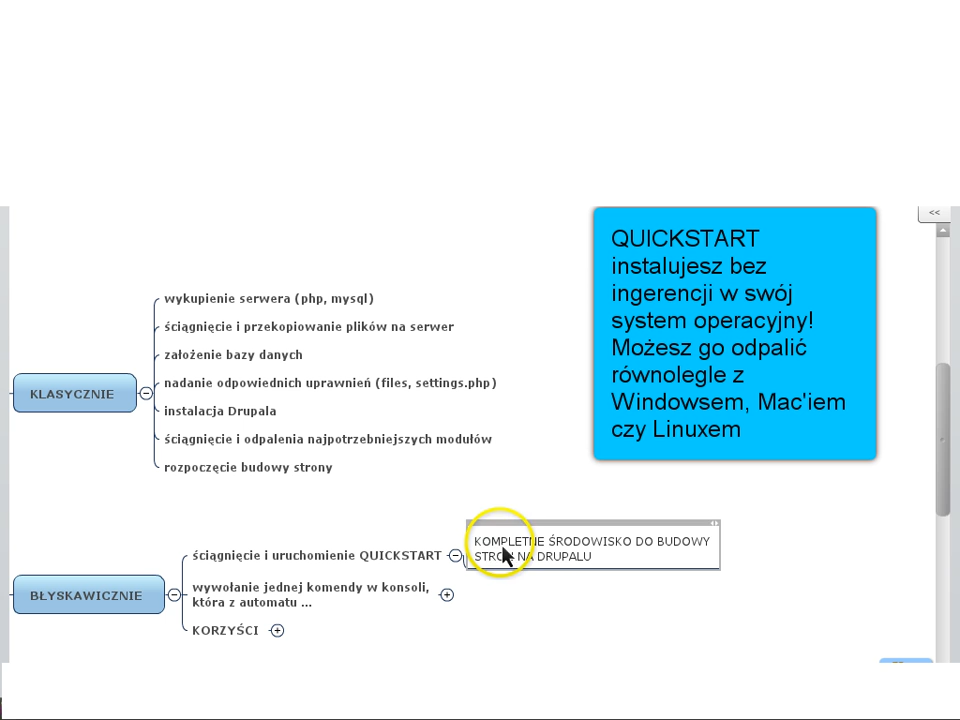 <<
QUICKSTART
instalujesz bez
ingerencji w swój
system operacyjny!
Możesz go odpalić
równolegle z
Windowsem, Mac'iem
czy Linuxem
KLASYCZNIE
wykupienie serwera (php, mysql)
ściągnięcie i przekopiowanie plików na serwer
założenie bazy danych
nadanie odpowiednich uprawnień (files, settings.php)
instalacja Drupala
ściągnięcie i odpalenia najpotrzebniejszych modułów
rozpoczęcie budowy strony
BŁYSKAWICZNIE
ściągnięcie i uruchomienie QUICKSTART
KOMPLETNE ŚRODOWISKO DO BUDOWY
STRON NA DRUPALU
wywołanie jednej komendy w konsoli,
która z automatu ...
KORZYŚCI